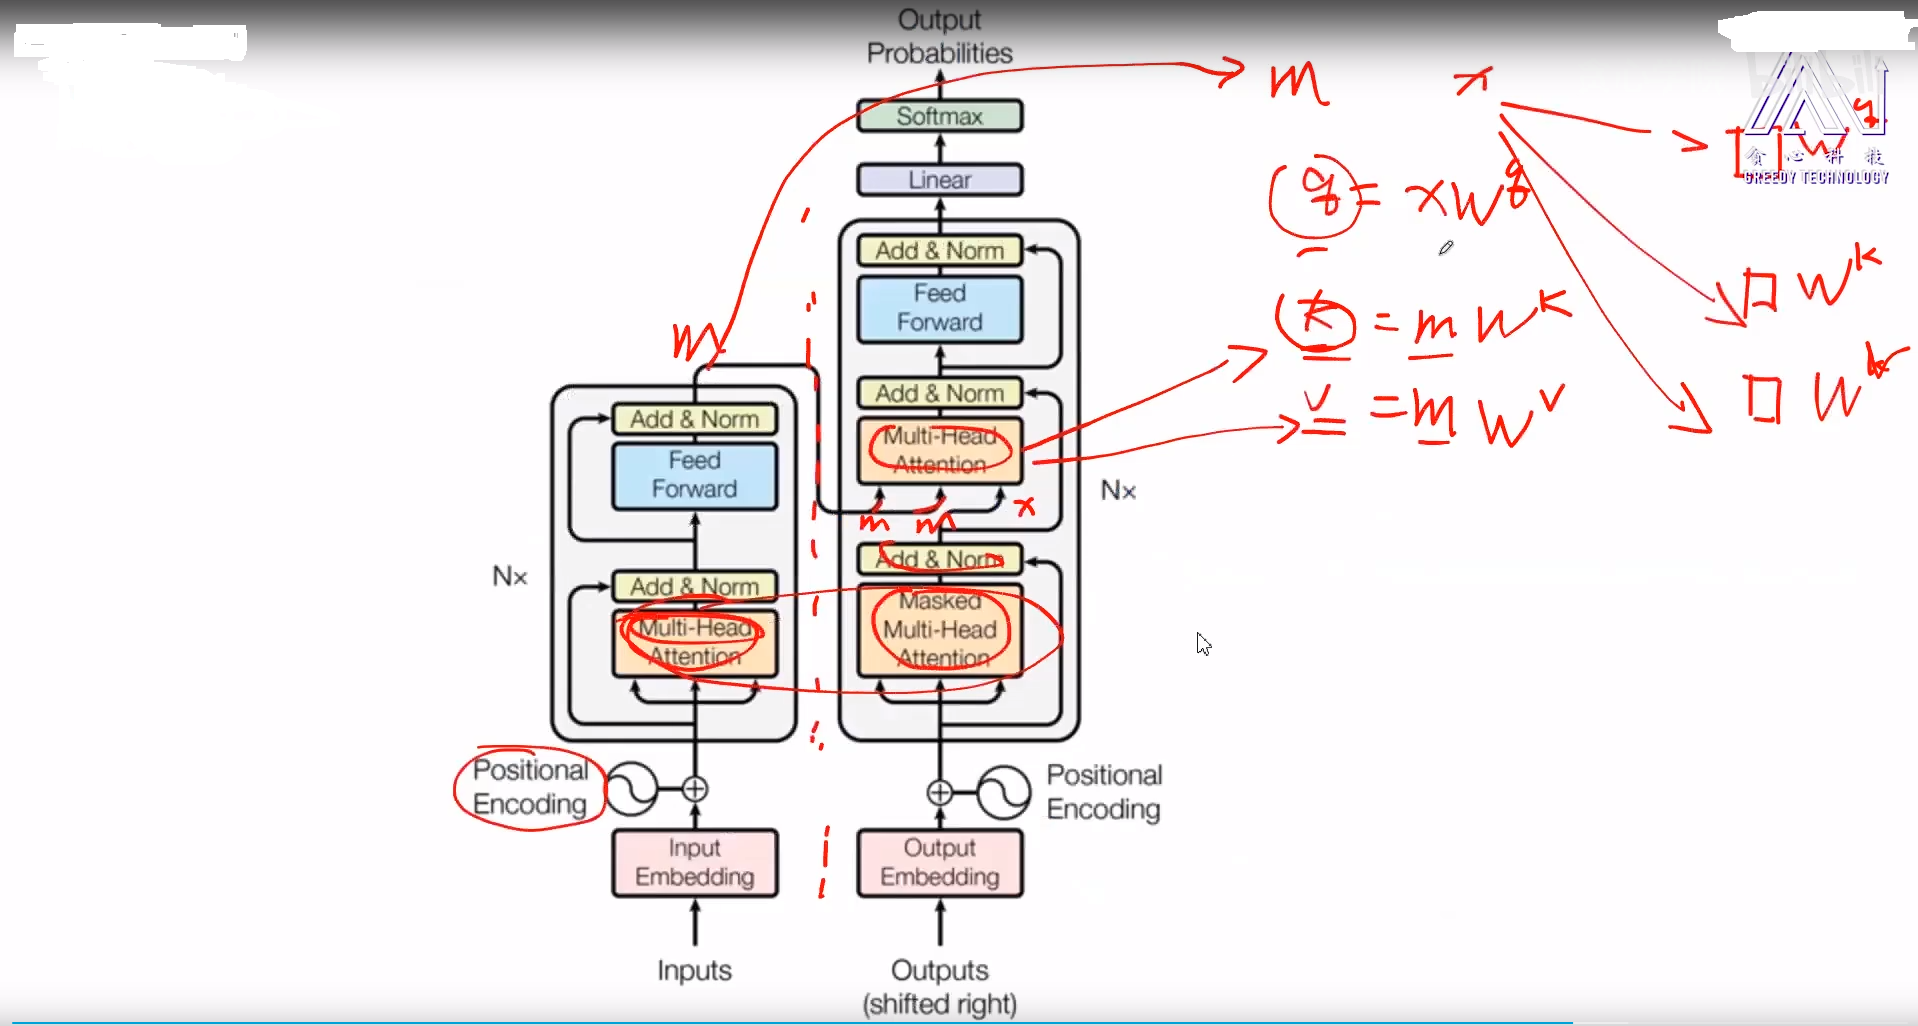 Output
Probabilities
Softmax
Linear
Add & Norm
Feed
Forward
Add & Norm
Multi-Head
Attention
Nx
Add & Norm
Masked
Multi-Head
Attention
Positional
Encoding
Output
Embedding
Outputs
(shifted right)
m
Add & Norm
Feed
Forward
Nx
Add & Norm
Multi-Head
Attention
Positional
Encoding
Input
Embedding
Inputs
m m x
m x
q = xW^q
k = m W^k
v = m W^v
W^q
W^k
贪心科技
GREEDY TECHNOLOGY